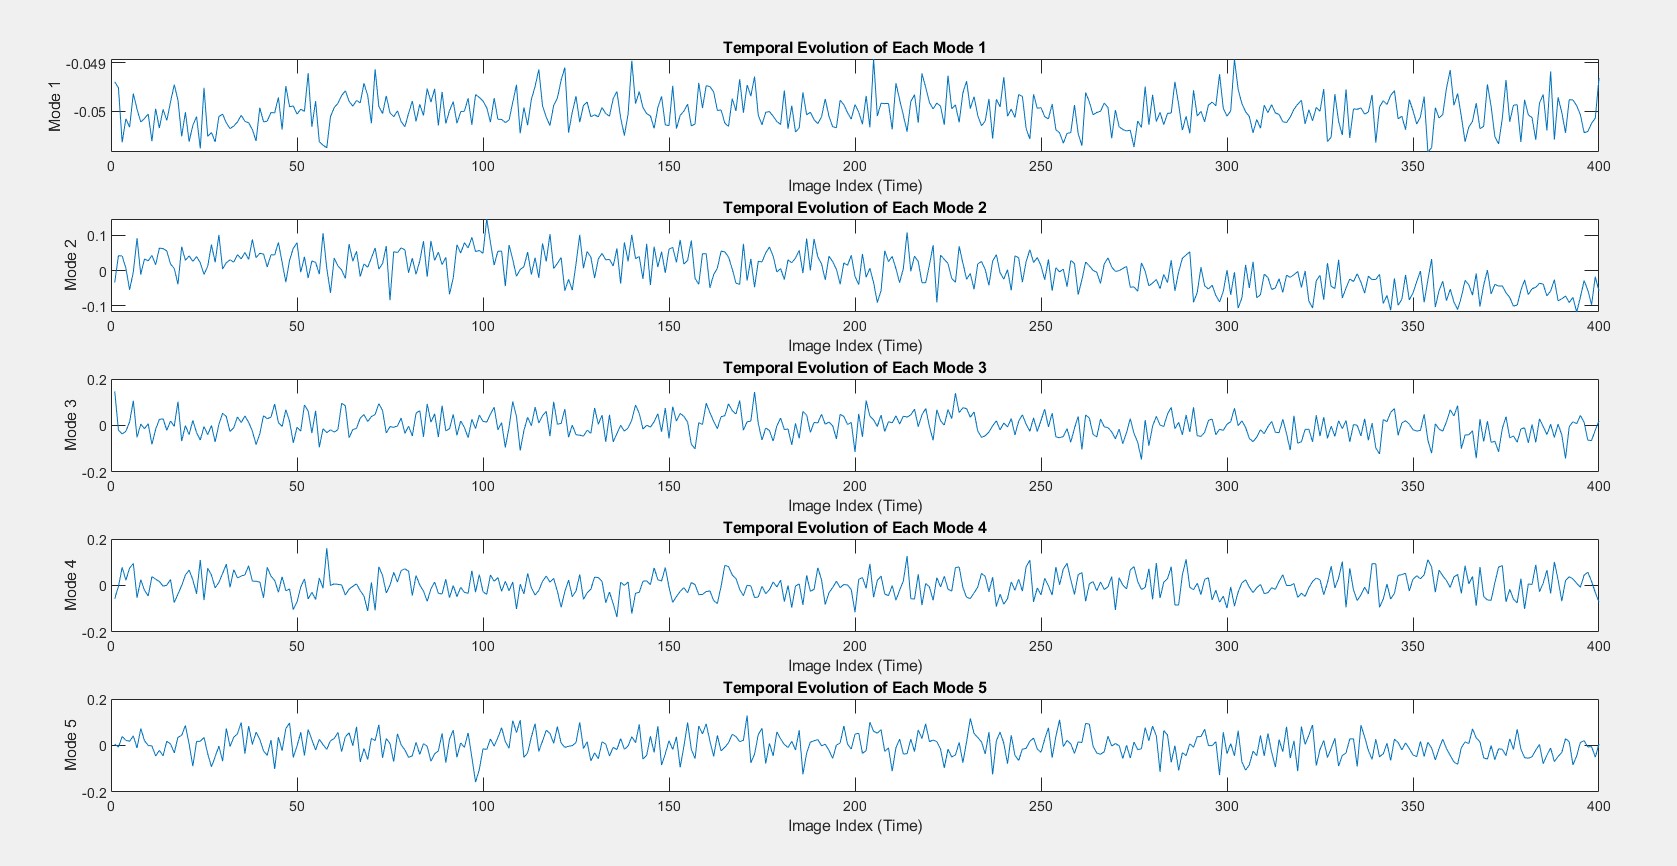 Temporal Evolution of Each Mode 1
-0.049
-0.05
Mode 1
0 50 100 150 200 250 300 350 400
Image Index (Time)
Temporal Evolution of Each Mode 2
0.1
0
-0.1
Mode 2
0 50 100 150 200 250 300 350 400
Image Index (Time)
Temporal Evolution of Each Mode 3
0.2
0
-0.2
Mode 3
0 50 100 150 200 250 300 350 400
Image Index (Time)
Temporal Evolution of Each Mode 4
0.2
0
-0.2
Mode 4
0 50 100 150 200 250 300 350 400
Image Index (Time)
Temporal Evolution of Each Mode 5
0.2
0
-0.2
Mode 5
0 50 100 150 200 250 300 350 400
Image Index (Time)